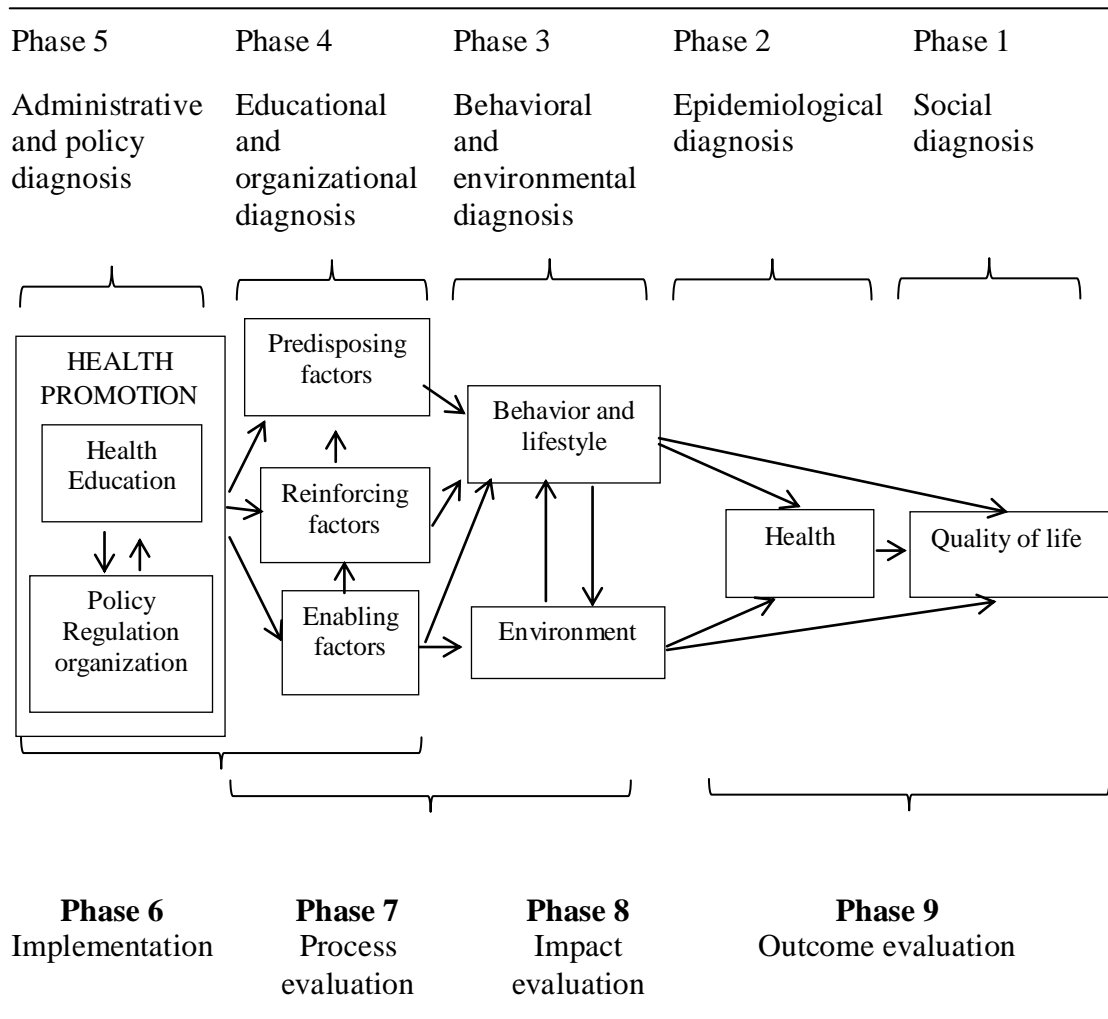 Phase 5
Administrative
and policy
diagnosis
Phase 4
Educational
and
organizational
diagnosis
Phase 3
Behavioral
and
environmental
diagnosis
Phase 2
Epidemiological
diagnosis
Phase 1
Social
diagnosis
HEALTH
PROMOTION
Health
Education
Policy
Regulation
organization
Predisposing
factors
Reinforcing
factors
Enabling
factors
Behavior and
lifestyle
Environment
Health
Quality of life
Phase 6
Implementation
Phase 7
Process
evaluation
Phase 8
Impact
evaluation
Phase 9
Outcome evaluation